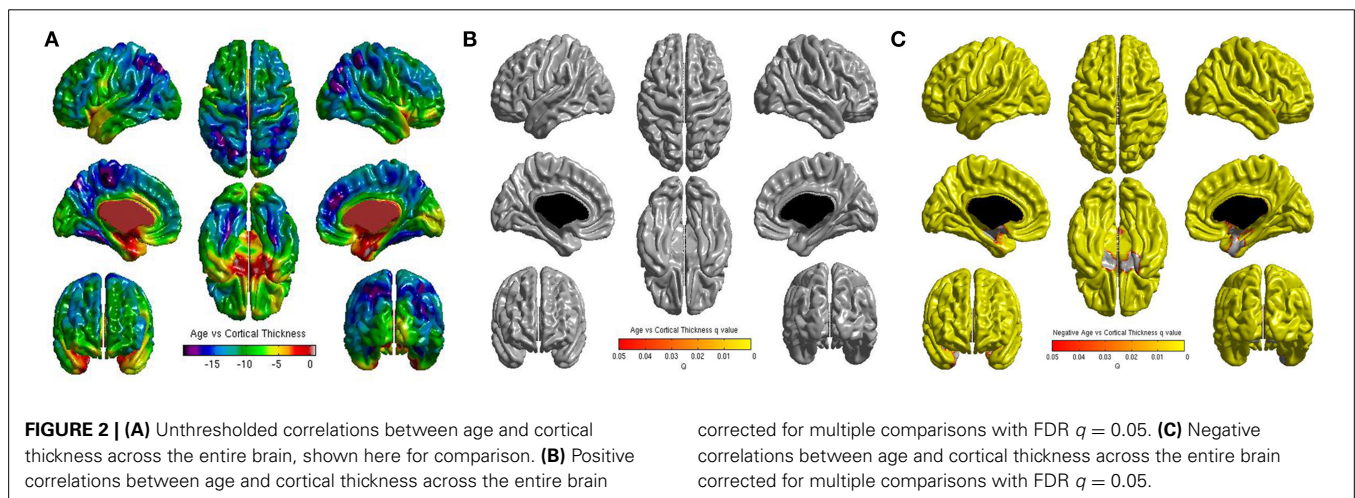 A
B
C
Age vs Cortical Thickness
-15 -10 -5 0
Age vs Cortical Thickness q value
0.05 0.04 0.03 0.02 0.01 0
Q
Negative Age vs Cortical Thickness q value
0.05 0.04 0.03 0.02 0.01 0
Q
FIGURE 2 | (A) Unthresholded correlations between age and cortical
thickness across the entire brain, shown here for comparison. (B) Positive
correlations between age and cortical thickness across the entire brain
corrected for multiple comparisons with FDR q = 0.05. (C) Negative
correlations between age and cortical thickness across the entire brain
corrected for multiple comparisons with FDR q = 0.05.